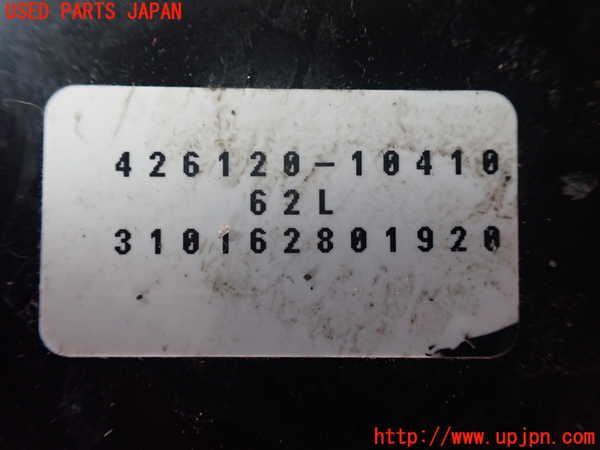 USED PARTS JAPAN
426120-10410
62L
310162801920
http://www.upjpn.com/